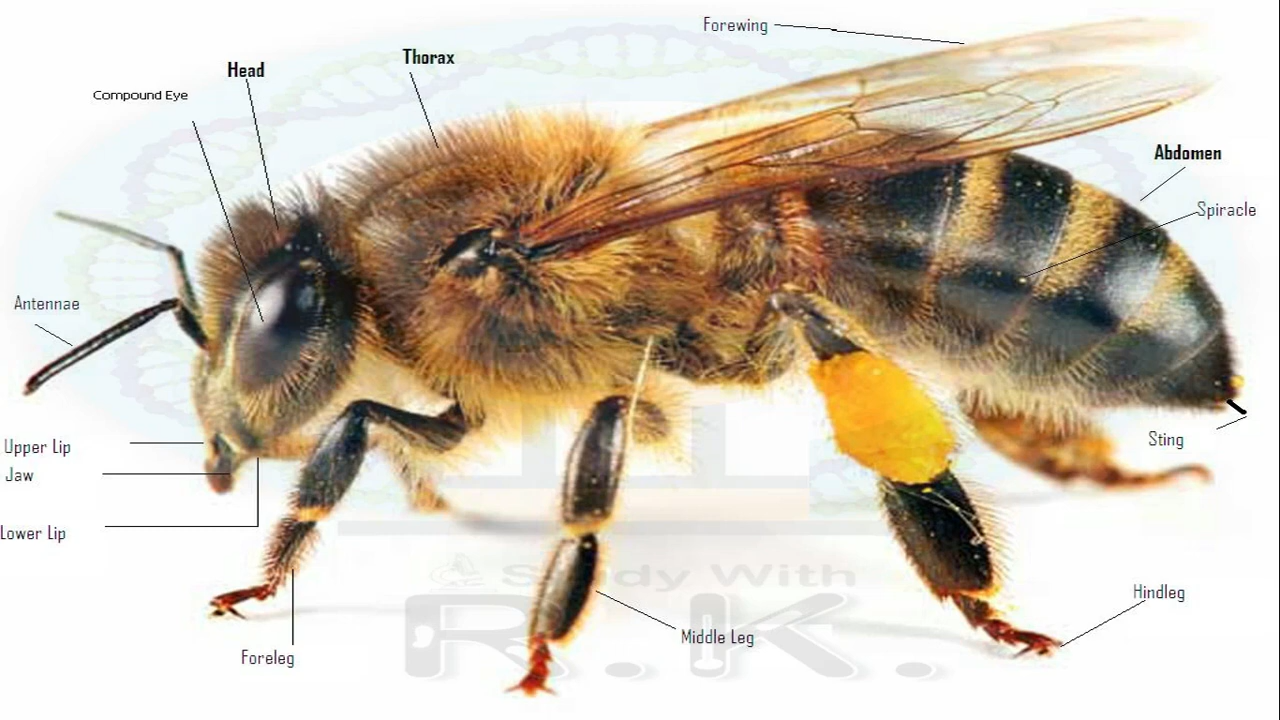 Forewing
Thorax
Head
Compound Eye
Abdomen
Spiracle
Antennae
Upper Lip
Sting
Jaw
Lower Lip
Study With
R.K.
Hindleg
Middle Leg
Foreleg